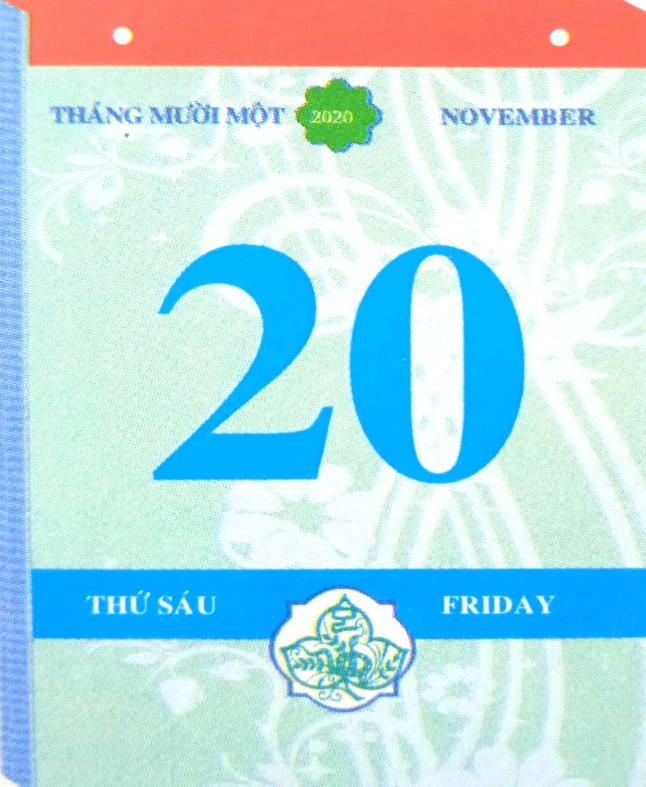 THÁNG MƯỜI MỘT 2020 NOVEMBER
20
THỨ SÁU FRIDAY